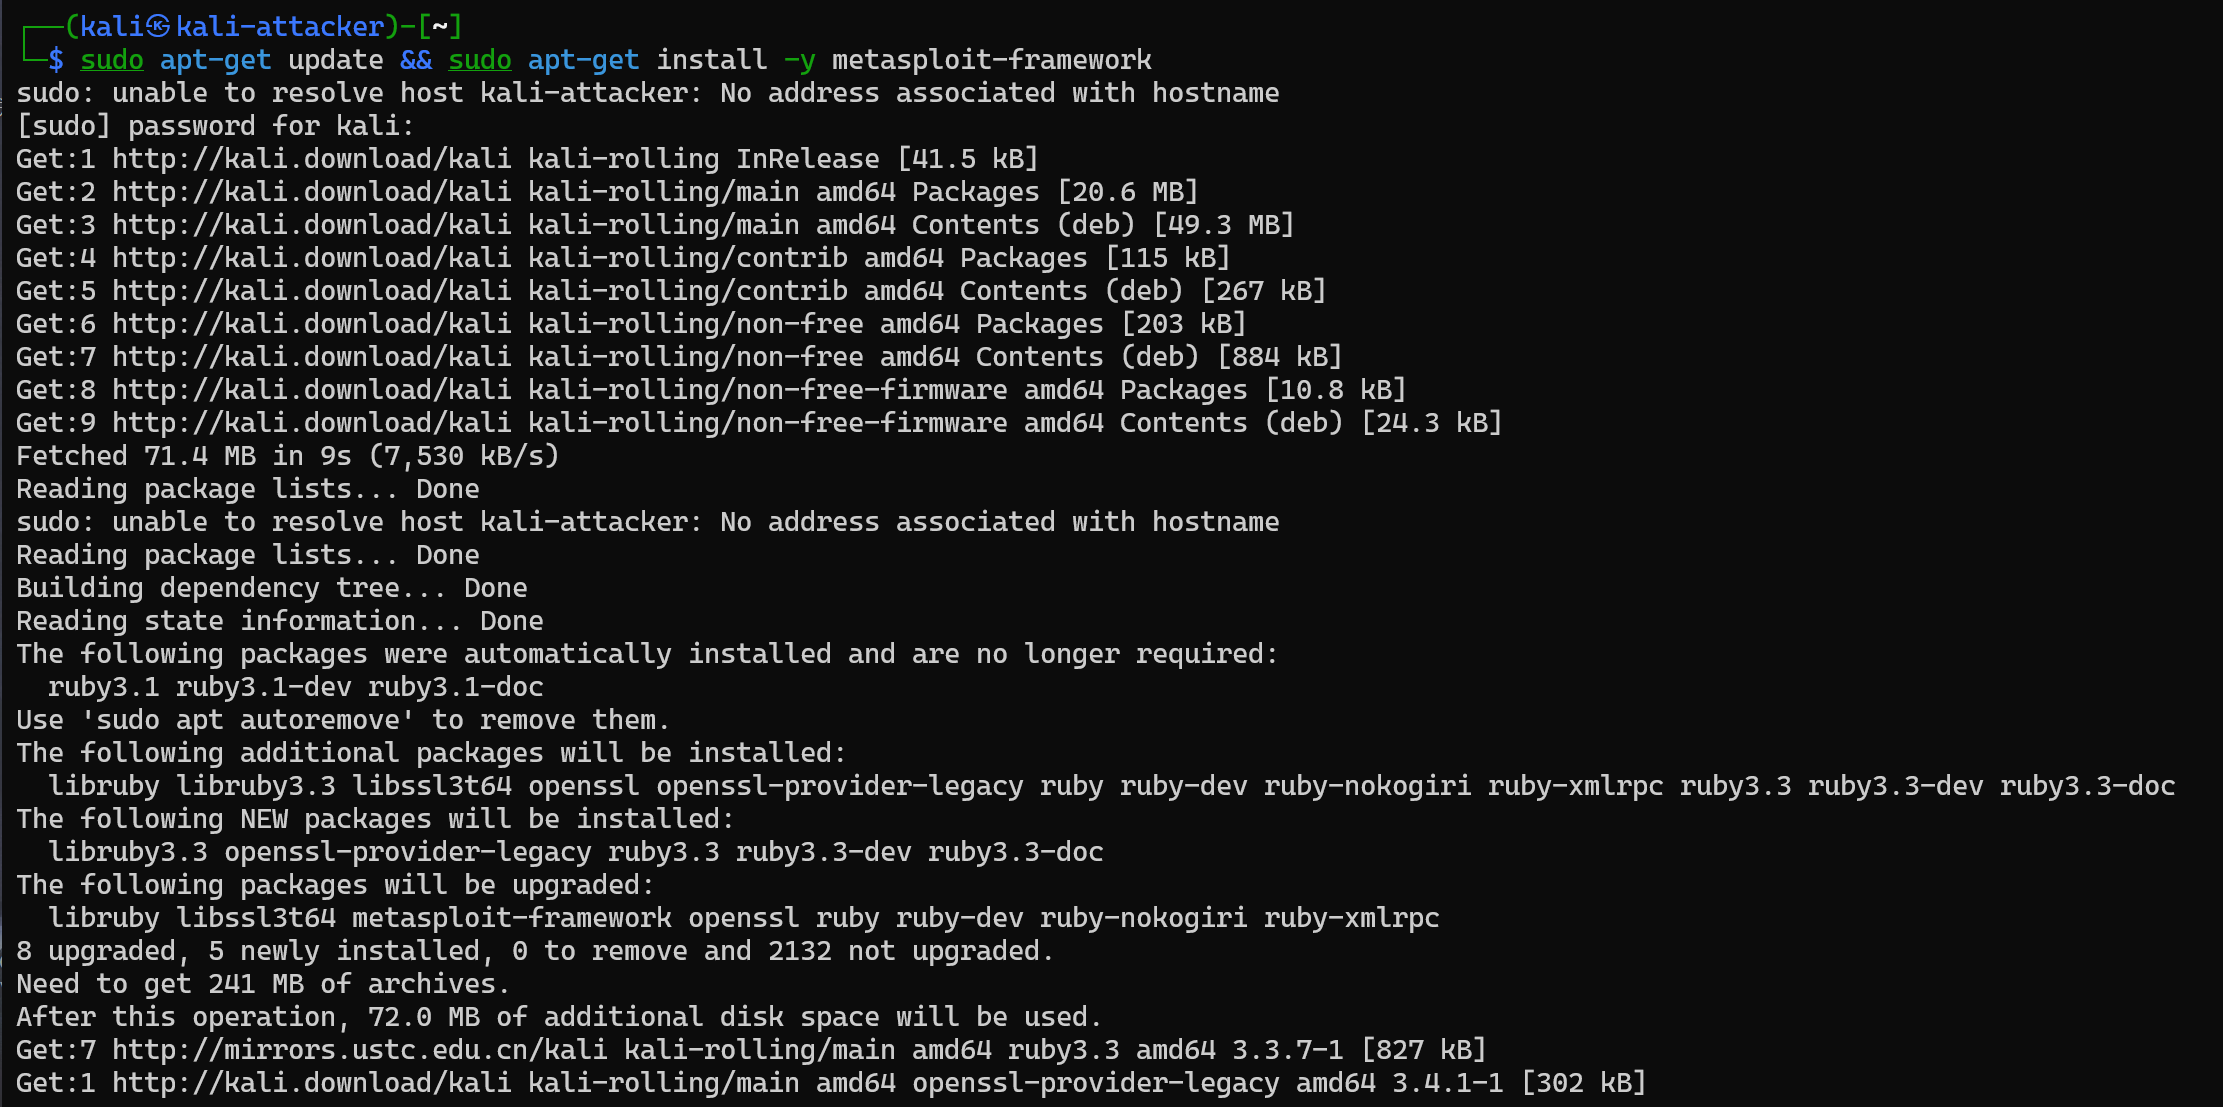 ┌──(kali㉿kali-attacker)-[~]
└─$ sudo apt-get update && sudo apt-get install -y metasploit-framework
sudo: unable to resolve host kali-attacker: No address associated with hostname
[sudo] password for kali:
Get:1 http://kali.download/kali kali-rolling InRelease [41.5 kB]
Get:2 http://kali.download/kali kali-rolling/main amd64 Packages [20.6 MB]
Get:3 http://kali.download/kali kali-rolling/main amd64 Contents (deb) [49.3 MB]
Get:4 http://kali.download/kali kali-rolling/contrib amd64 Packages [115 kB]
Get:5 http://kali.download/kali kali-rolling/contrib amd64 Contents (deb) [267 kB]
Get:6 http://kali.download/kali kali-rolling/non-free amd64 Packages [203 kB]
Get:7 http://kali.download/kali kali-rolling/non-free amd64 Contents (deb) [884 kB]
Get:8 http://kali.download/kali kali-rolling/non-free-firmware amd64 Packages [10.8 kB]
Get:9 http://kali.download/kali kali-rolling/non-free-firmware amd64 Contents (deb) [24.3 kB]
Fetched 71.4 MB in 9s (7,530 kB/s)
Reading package lists... Done
sudo: unable to resolve host kali-attacker: No address associated with hostname
Reading package lists... Done
Building dependency tree... Done
Reading state information... Done
The following packages were automatically installed and are no longer required:
  ruby3.1 ruby3.1-dev ruby3.1-doc
Use 'sudo apt autoremove' to remove them.
The following additional packages will be installed:
  libruby libruby3.3 libssl3t64 openssl openssl-provider-legacy ruby ruby-dev ruby-nokogiri ruby-xmlrpc ruby3.3 ruby3.3-dev ruby3.3-doc
The following NEW packages will be installed:
  libruby3.3 openssl-provider-legacy ruby3.3 ruby3.3-dev ruby3.3-doc
The following packages will be upgraded:
  libruby libssl3t64 metasploit-framework openssl ruby ruby-dev ruby-nokogiri ruby-xmlrpc
8 upgraded, 5 newly installed, 0 to remove and 2132 not upgraded.
Need to get 241 MB of archives.
After this operation, 72.0 MB of additional disk space will be used.
Get:7 http://mirrors.ustc.edu.cn/kali kali-rolling/main amd64 ruby3.3 amd64 3.3.7-1 [827 kB]
Get:1 http://kali.download/kali kali-rolling/main amd64 openssl-provider-legacy amd64 3.4.1-1 [302 kB]